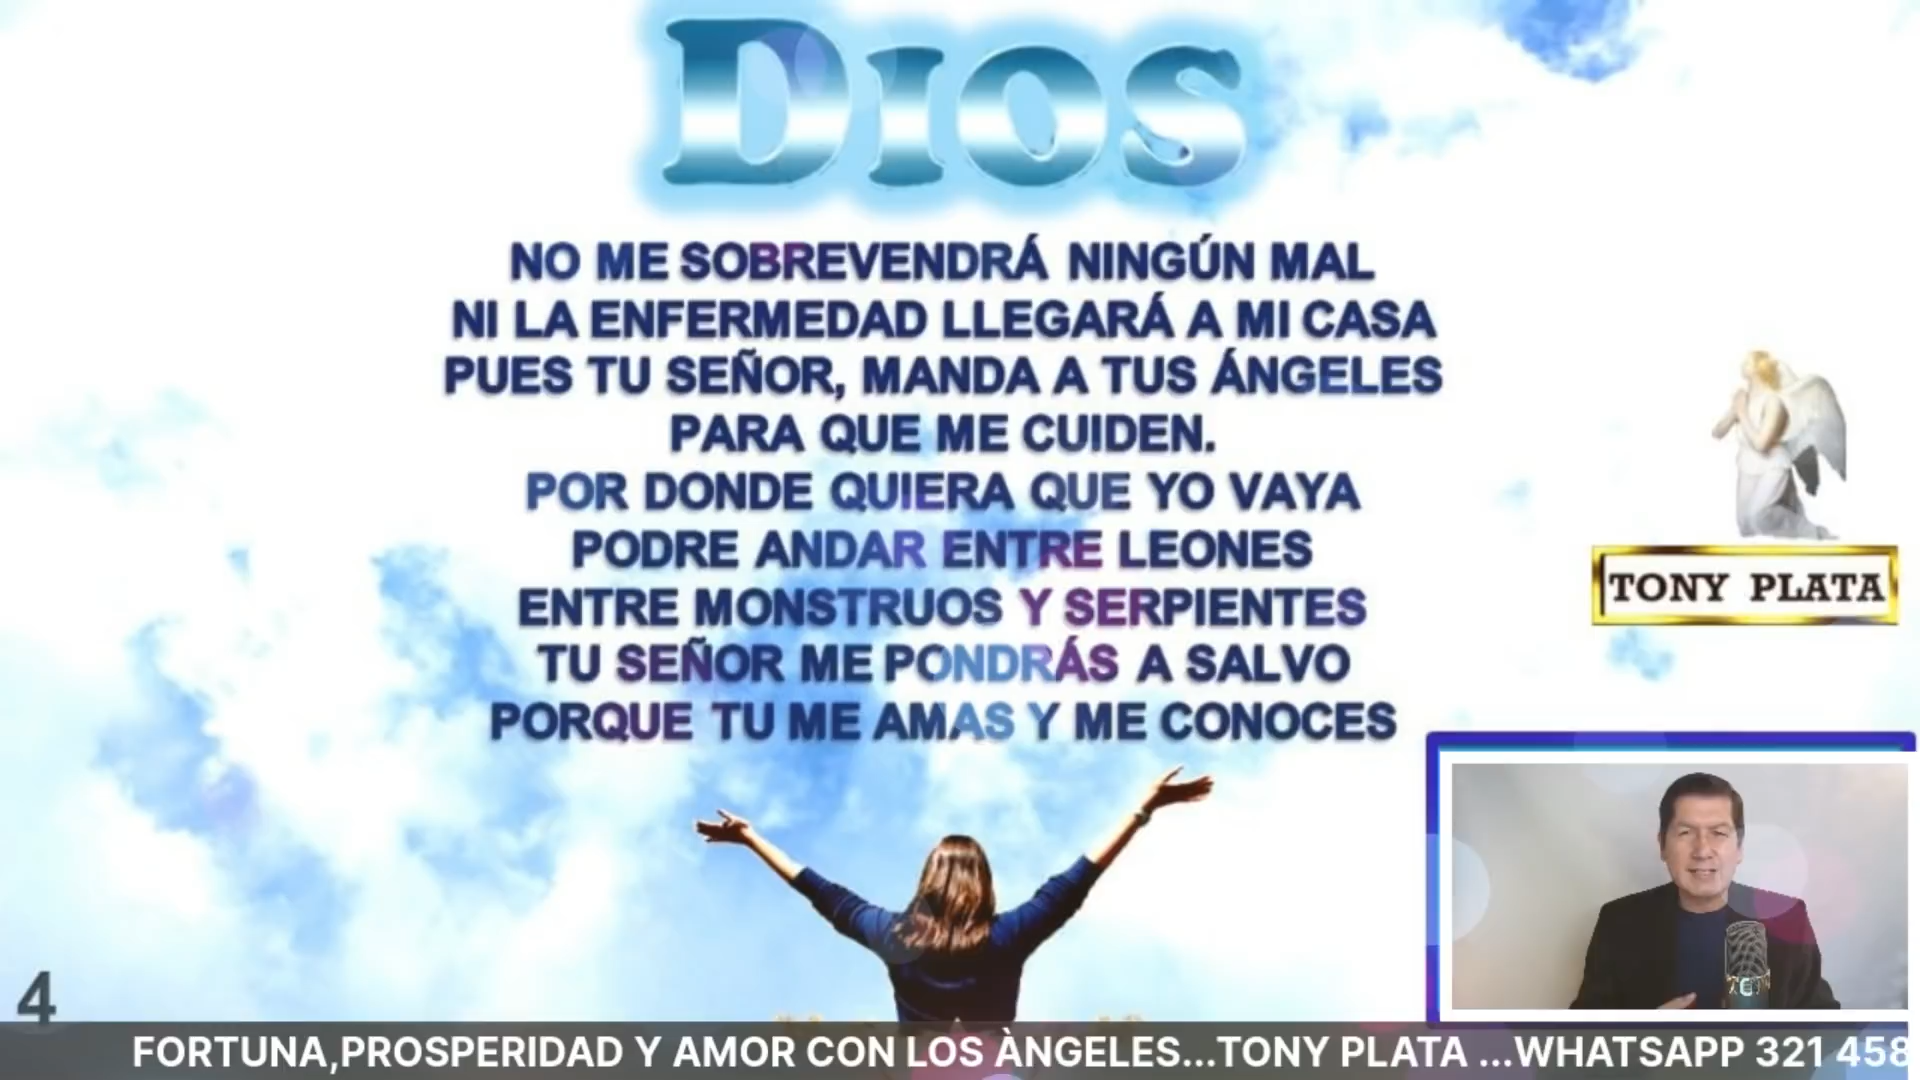 DIOS
NO ME SOBREVENDRÁ NINGÚN MAL
NI LA ENFERMEDAD LLEGARÁ A MI CASA
PUES TU SEÑOR, MANDA A TUS ÁNGELES
PARA QUE ME CUIDEN.
POR DONDE QUIERA QUE YO VAYA
PODRE ANDAR ENTRE LEONES
ENTRE MONSTRUOS Y SERPIENTES
TU SEÑOR ME PONDRÁS A SALVO
PORQUE TU ME AMAS Y ME CONOCES
TONY PLATA
4
FORTUNA,PROSPERIDAD Y AMOR CON LOS ÀNGELES...TONY PLATA ...WHATSAPP 321 458